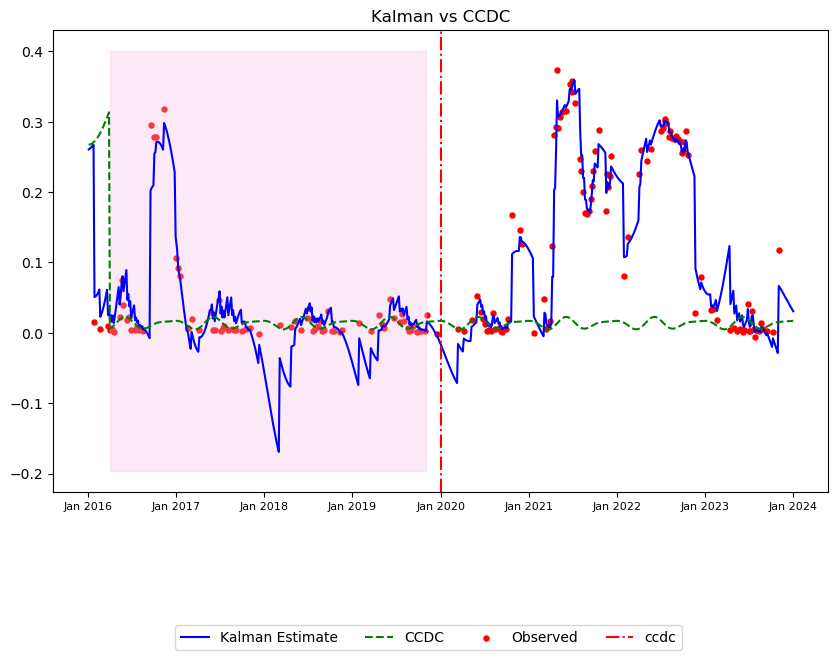 Kalman vs CCDC
0.4
0.3
0.2
0.1
0.0
−0.1
−0.2
Jan 2016 Jan 2017 Jan 2018 Jan 2019 Jan 2020 Jan 2021 Jan 2022 Jan 2023 Jan 2024
Kalman Estimate CCDC Observed ccdc